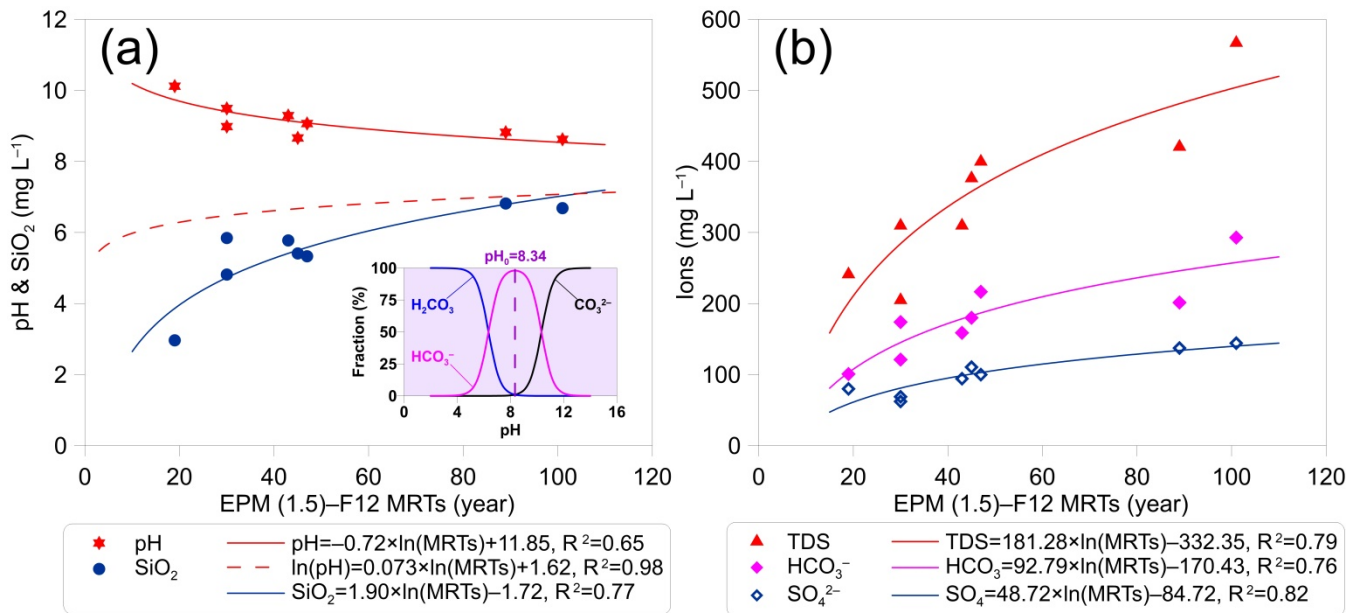 (a)
12
10
8
6
4
2
0
pH & SiO₂ (mg L⁻¹)
0 20 40 60 80 100 120
EPM (1.5)–F12 MRTs (year)
pH₀=8.34
100
75
50
25
0
Fraction (%)
H₂CO₃
CO₃²⁻
HCO₃⁻
0 4 8 12 16
pH
pH pH=–0.72×ln(MRTs)+11.85, R²=0.65
ln(pH)=0.073×ln(MRTs)+1.62, R²=0.98
SiO₂ SiO₂=1.90×ln(MRTs)–1.72, R²=0.77
(b)
600
500
400
300
200
100
0
Ions (mg L⁻¹)
0 20 40 60 80 100 120
EPM (1.5)–F12 MRTs (year)
TDS TDS=181.28×ln(MRTs)–332.35, R²=0.79
HCO₃⁻ HCO₃=92.79×ln(MRTs)–170.43, R²=0.76
SO₄²⁻ SO₄=48.72×ln(MRTs)–84.72, R²=0.82